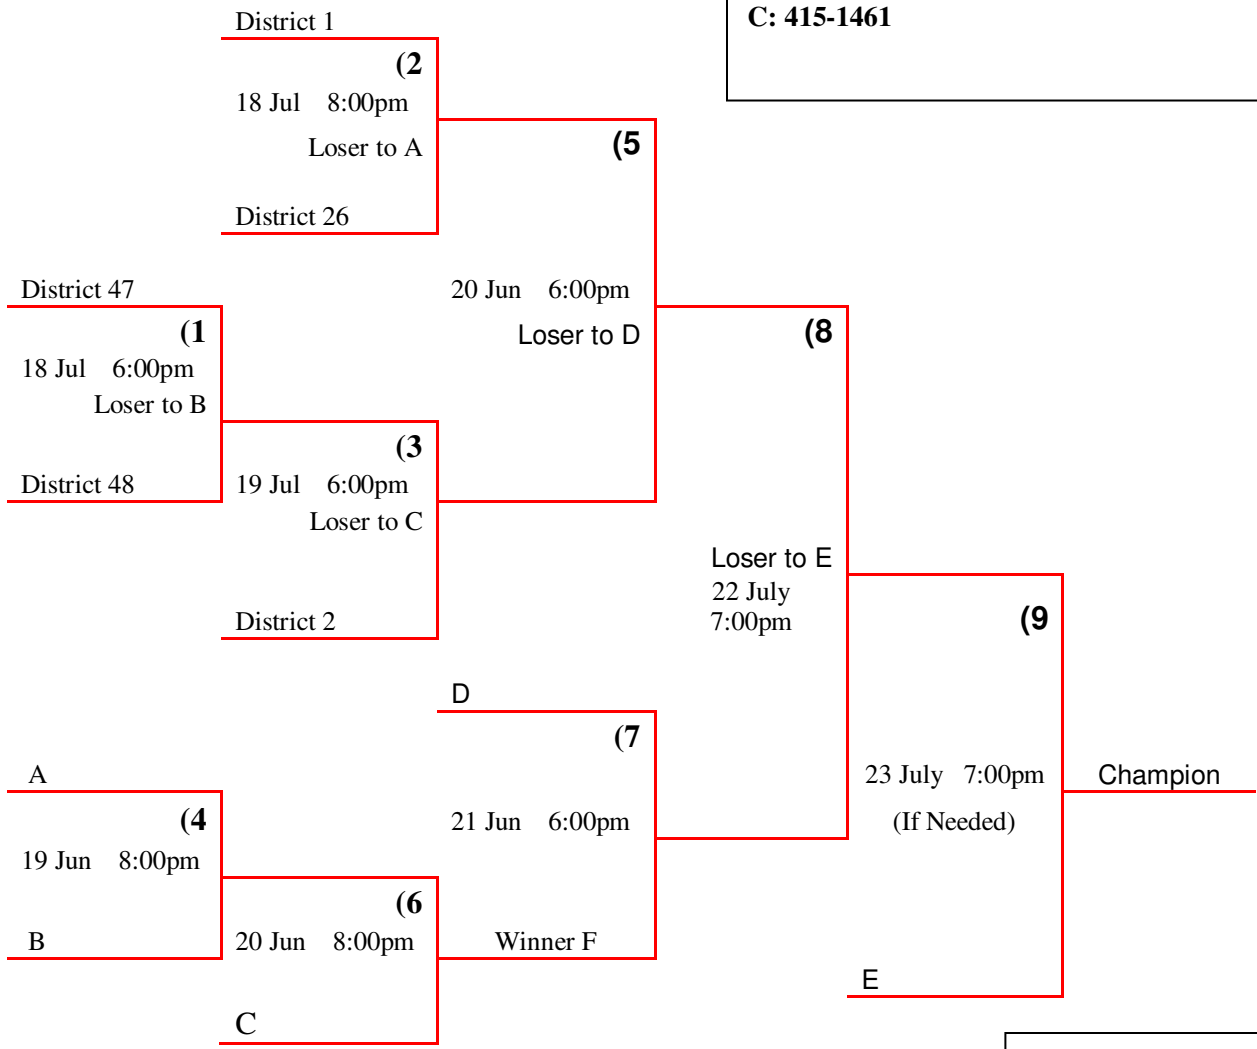 C: 415-1461
District 1
(2
18 Jul 8:00pm
Loser to A
(5
District 26
District 47
20 Jun 6:00pm
(1
Loser to D
(8
18 Jul 6:00pm
Loser to B
(3
District 48
19 Jul 6:00pm
Loser to C
Loser to E
22 July
7:00pm
District 2
(9
D
(7
A
23 July 7:00pm
Champion
(4
21 Jun 6:00pm
(If Needed)
19 Jun 8:00pm
(6
B
20 Jun 8:00pm
Winner F
E
C